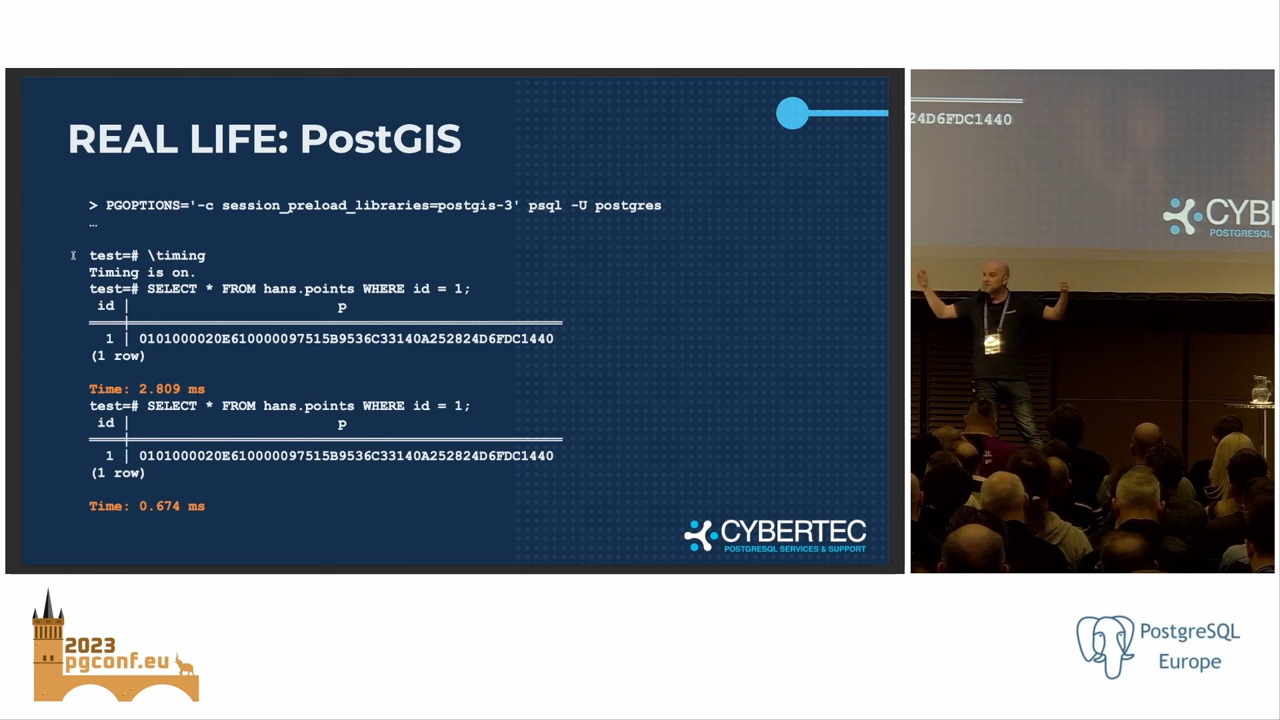 REAL LIFE: PostGIS
> PGOPTIONS='-c session_preload_libraries=postgis-3' psql -U postgres
…
test=# \timing
Timing is on.
test=# SELECT * FROM hans.points WHERE id = 1;
id | p
1 | 0101000020E610000097515B9536C33140A252824D6FDC1440
(1 row)
Time: 2.809 ms
test=# SELECT * FROM hans.points WHERE id = 1;
id | p
1 | 0101000020E610000097515B9536C33140A252824D6FDC1440
(1 row)
Time: 0.674 ms
CYBERTEC
POSTGRESQL SERVICES & SUPPORT
24D6FDC1440
CYB
POSTGRESQL
2023
pgconf.eu
PostgreSQL
Europe